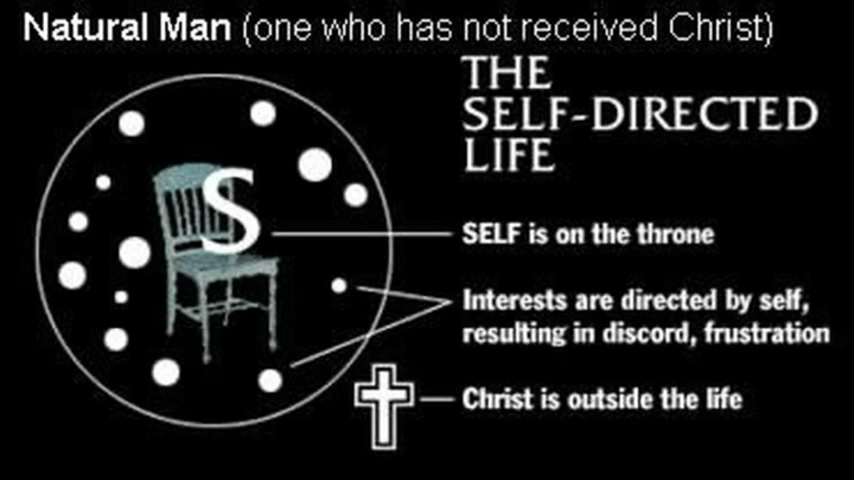 Natural Man (one who has not received Christ)
THE
SELF-DIRECTED
LIFE
S
SELF is on the throne
Interests are directed by self,
resulting in discord, frustration
Christ is outside the life